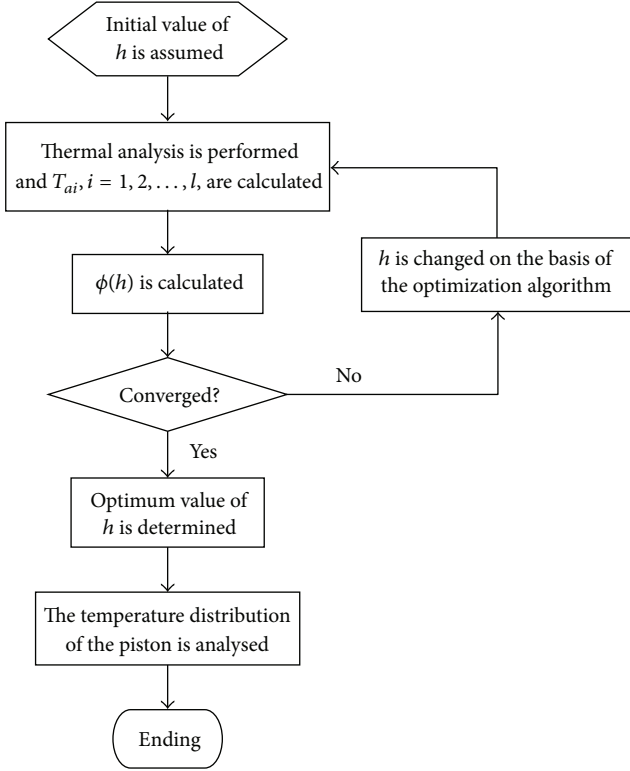 Initial value of
h is assumed
Thermal analysis is performed
and T_{ai}, i = 1, 2, . . . , l, are calculated
h is changed on the basis of
the optimization algorithm
ϕ(h) is calculated
No
Converged?
Yes
Optimum value of
h is determined
The temperature distribution
of the piston is analysed
Ending